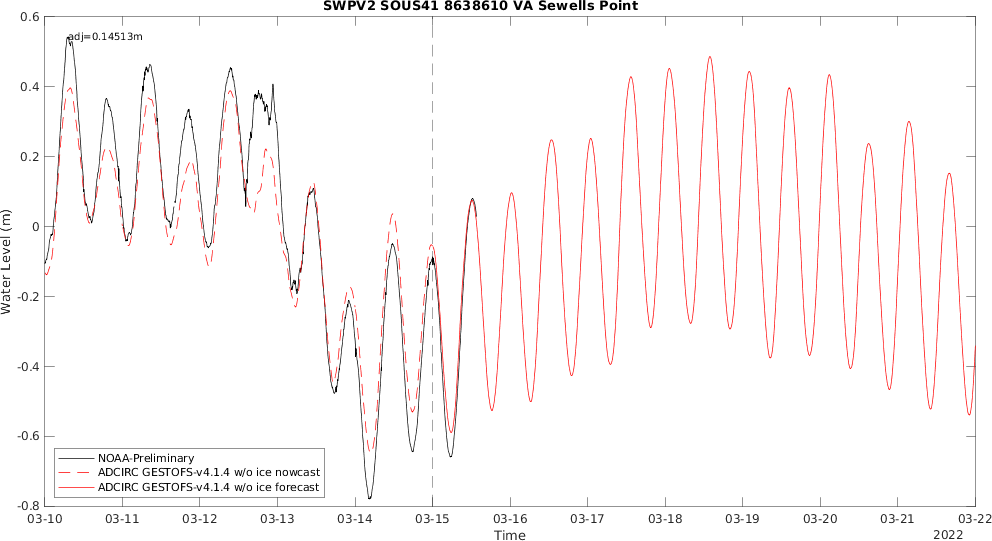 SWPV2 SOUS41 8638610 VA Sewells Point
adj=0.14513m
0.6
0.4
0.2
0
-0.2
-0.4
-0.6
-0.8
Water Level (m)
NOAA-Preliminary
ADCIRC GESTOFS-v4.1.4 w/o ice nowcast
ADCIRC GESTOFS-v4.1.4 w/o ice forecast
03-10 03-11 03-12 03-13 03-14 03-15 03-16 03-17 03-18 03-19 03-20 03-21 03-22
Time
2022